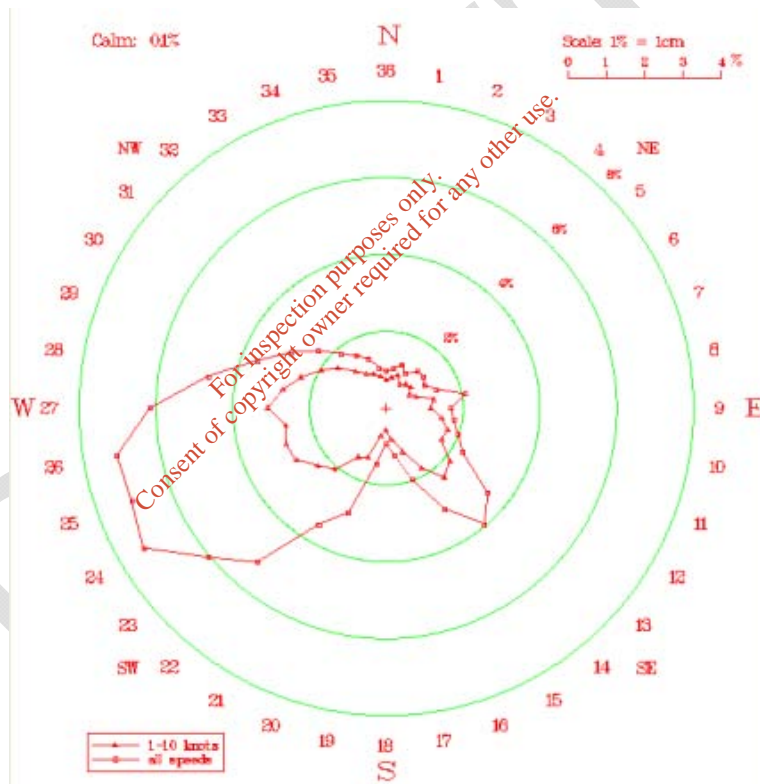 Calm: 0.1%
N
Scale: 1% = 1cm
0 1 2 3 4 %
36
1
2
3
4
NE
5
6
7
8
9
E
10
11
12
13
SE
14
15
16
17
18
S
19
20
21
22
SW
23
24
25
26
27
W
28
29
30
31
32
NW
33
34
35
2%
4%
6%
8%
For inspection purposes only.
Consent of copyright owner required for any other use.
1-10 knots
all speeds